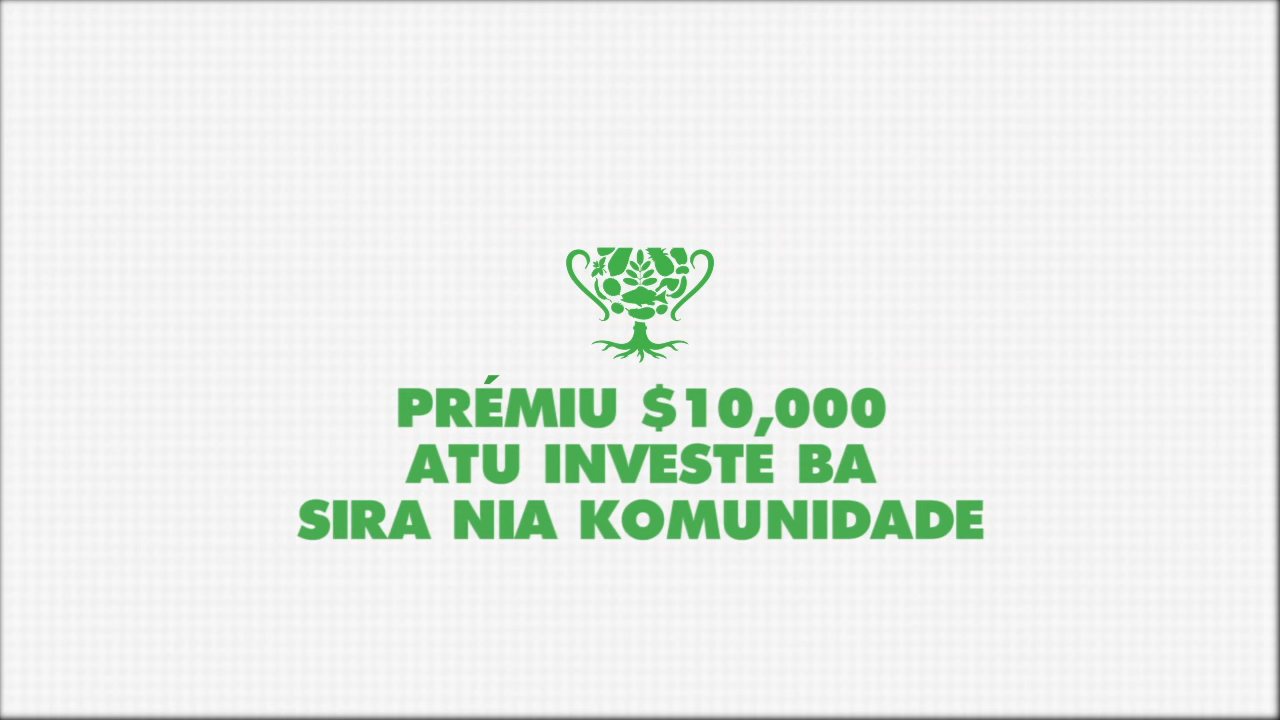 PRÉMIU $10,000
ATU INVESTE BA
SIRA NIA KOMUNIDADE